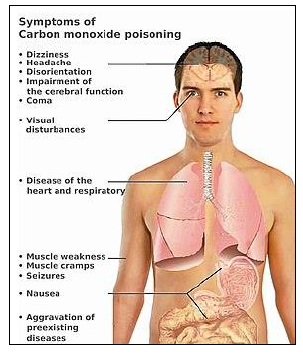 Symptoms of
Carbon monoxide poisoning
• Dizziness
• Headache
• Disorientation
• Impairment of
the cerebral function
• Coma
• Visual
disturbances
• Disease of the
heart and respiratory
• Muscle weakness
• Muscle cramps
• Seizures
• Nausea
• Aggravation of
preexisting
diseases